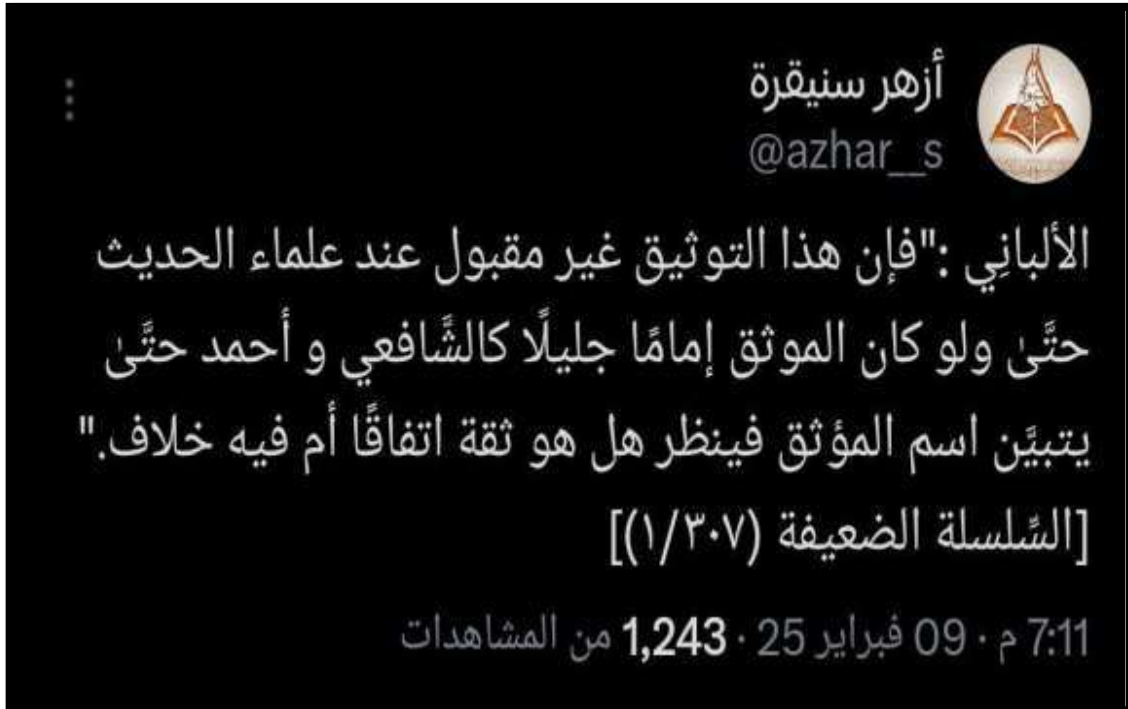 أزهر سنيقرة
@azhar__s
الألبانِي :"فإن هذا التوثيق غير مقبول عند علماء الحديث
حتَّىٰ ولو كان الموثق إمامًا جليلًا كالشَّافعي و أحمد حتَّىٰ
يتبيَّن اسم المؤثق فينظر هل هو ثقة اتفاقًا أم فيه خلاف."
[السِّلسلة الضعيفة (١/٣٠٧)]
7:11 م · 09 فبراير 25 · 1,243 من المشاهدات